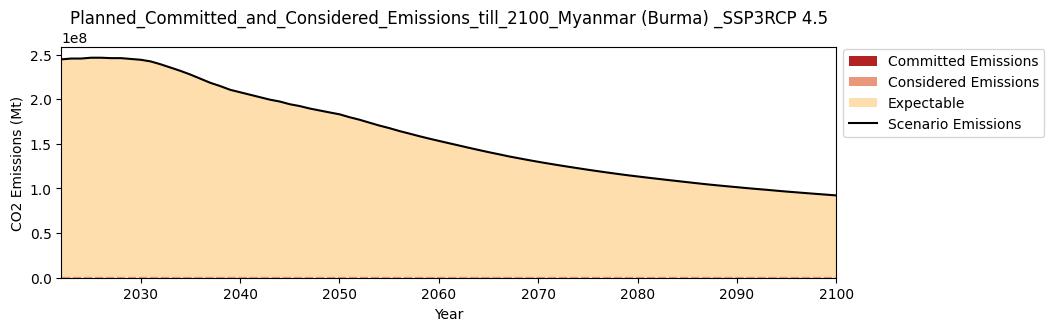 Planned_Committed_and_Considered_Emissions_till_2100_Myanmar (Burma) _SSP3RCP 4.5
1e8
2.5
2.0
1.5
1.0
0.5
0.0
CO2 Emissions (Mt)
2030 2040 2050 2060 2070 2080 2090 2100
Year
Committed Emissions
Considered Emissions
Expectable
Scenario Emissions